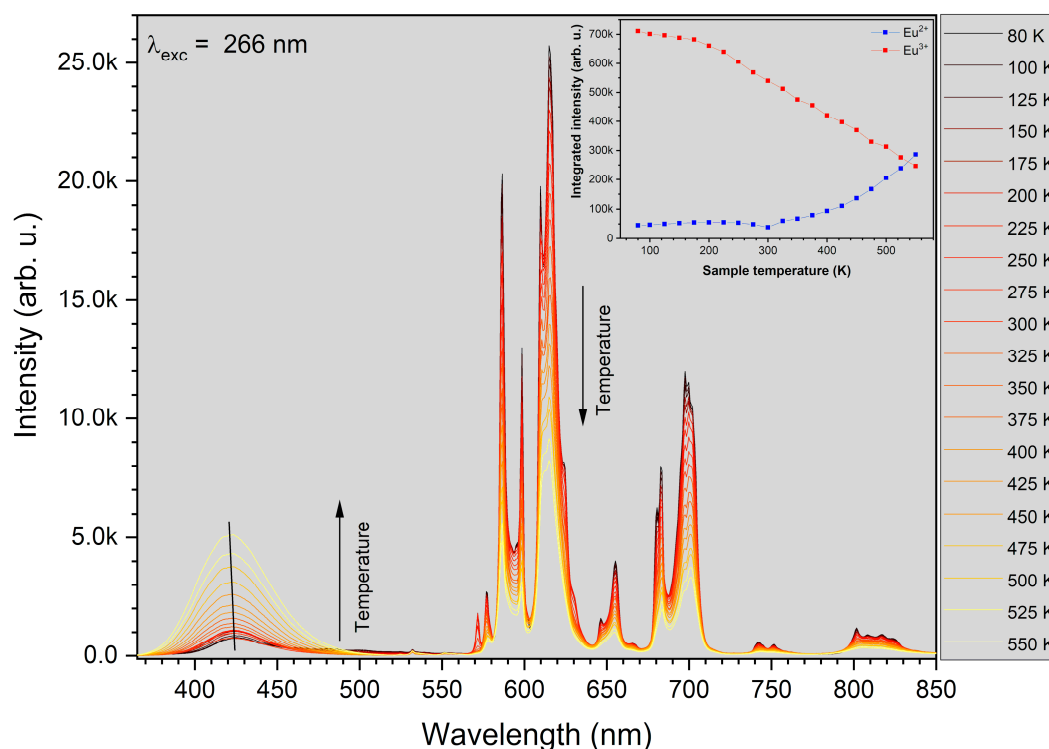 λexc = 266 nm
Intensity (arb. u.)
25.0k
20.0k
15.0k
10.0k
5.0k
0.0
400 450 500 550 600 650 700 750 800 850
Wavelength (nm)
Temperature
Temperature
Integrated intensity (arb. u.)
700k
600k
500k
400k
300k
200k
100k
0
100 200 300 400 500
Sample temperature (K)
Eu2+
Eu3+
80 K
100 K
125 K
150 K
175 K
200 K
225 K
250 K
275 K
300 K
325 K
350 K
375 K
400 K
425 K
450 K
475 K
500 K
525 K
550 K